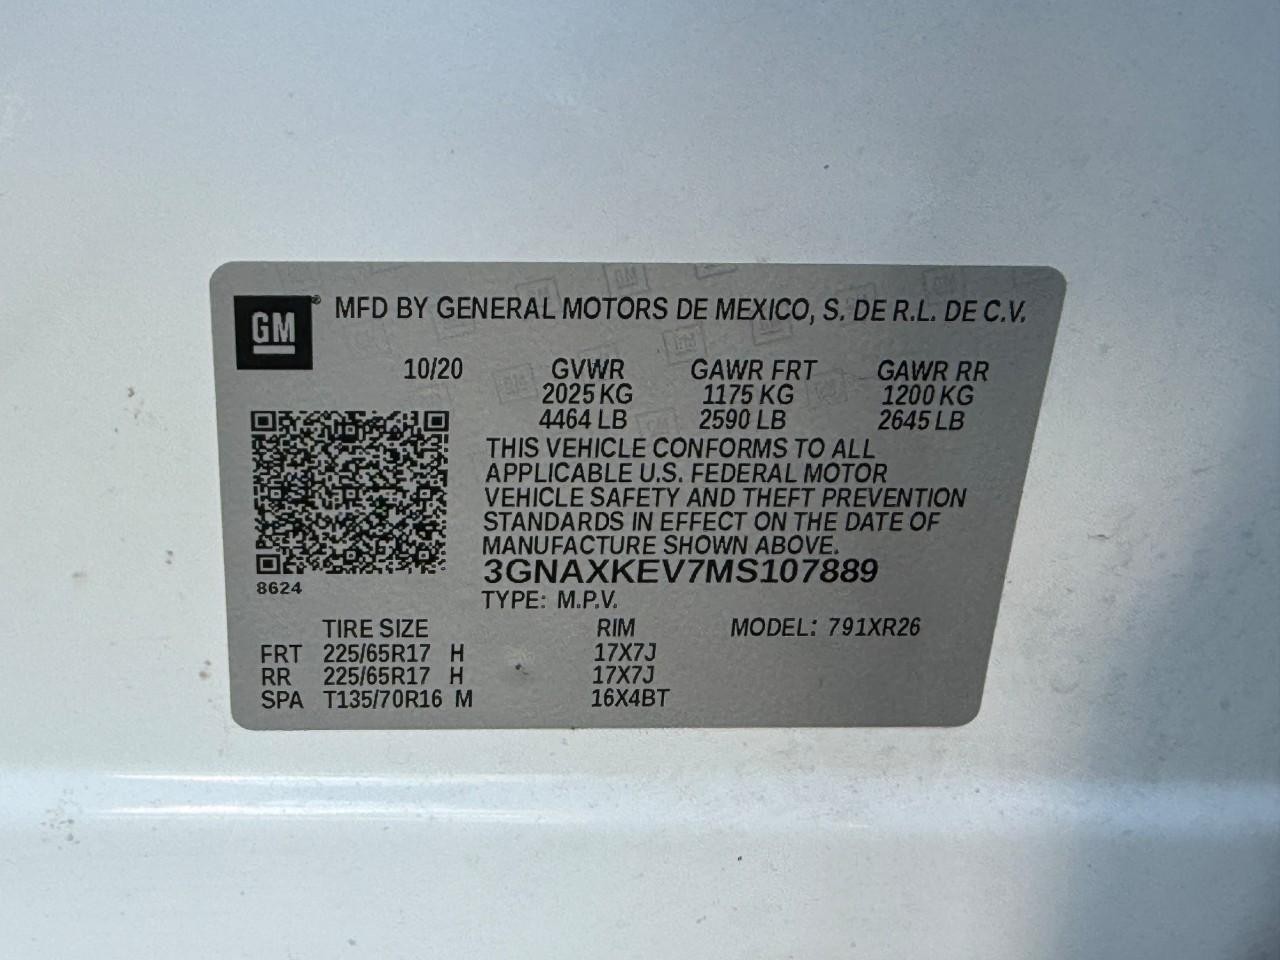 GM® MFD BY GENERAL MOTORS DE MEXICO, S. DE R.L. DE C.V.
10/20 GVWR GAWR FRT GAWR RR
2025 KG 1175 KG 1200 KG
4464 LB 2590 LB 2645 LB
THIS VEHICLE CONFORMS TO ALL
APPLICABLE U.S. FEDERAL MOTOR
VEHICLE SAFETY AND THEFT PREVENTION
STANDARDS IN EFFECT ON THE DATE OF
MANUFACTURE SHOWN ABOVE.
3GNAXKEV7MS107889
8624
TYPE: M.P.V.
TIRE SIZE RIM MODEL: 791XR26
FRT 225/65R17 H 17X7J
RR 225/65R17 H 17X7J
SPA T135/70R16 M 16X4BT